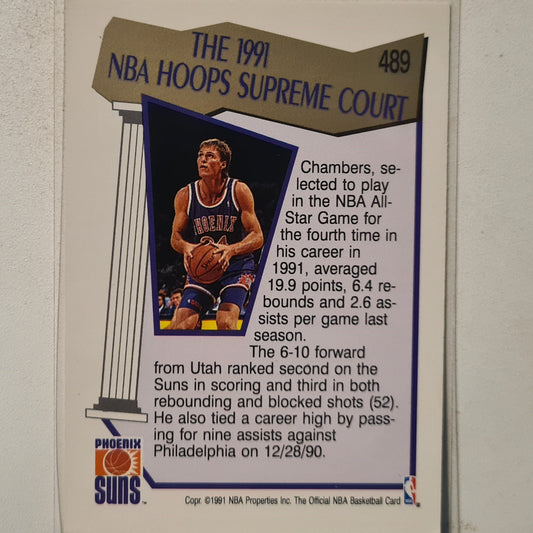 THE 1991
NBA HOOPS SUPREME COURT
489
Chambers, se-
lected to play
in the NBA All-
Star Game for
the fourth time in
his career in
1991, averaged
19.9 points, 6.4 re-
bounds and 2.6 as-
sists per game last
season.
The 6-10 forward
from Utah ranked second on the
Suns in scoring and third in both
rebounding and blocked shots (52).
He also tied a career high by pass-
ing for nine assists against
Philadelphia on 12/28/90.
PHOENIX
24
PHOENIX
SUNS™
Copr. ©1991 NBA Properties Inc. The Official NBA Basketball Card